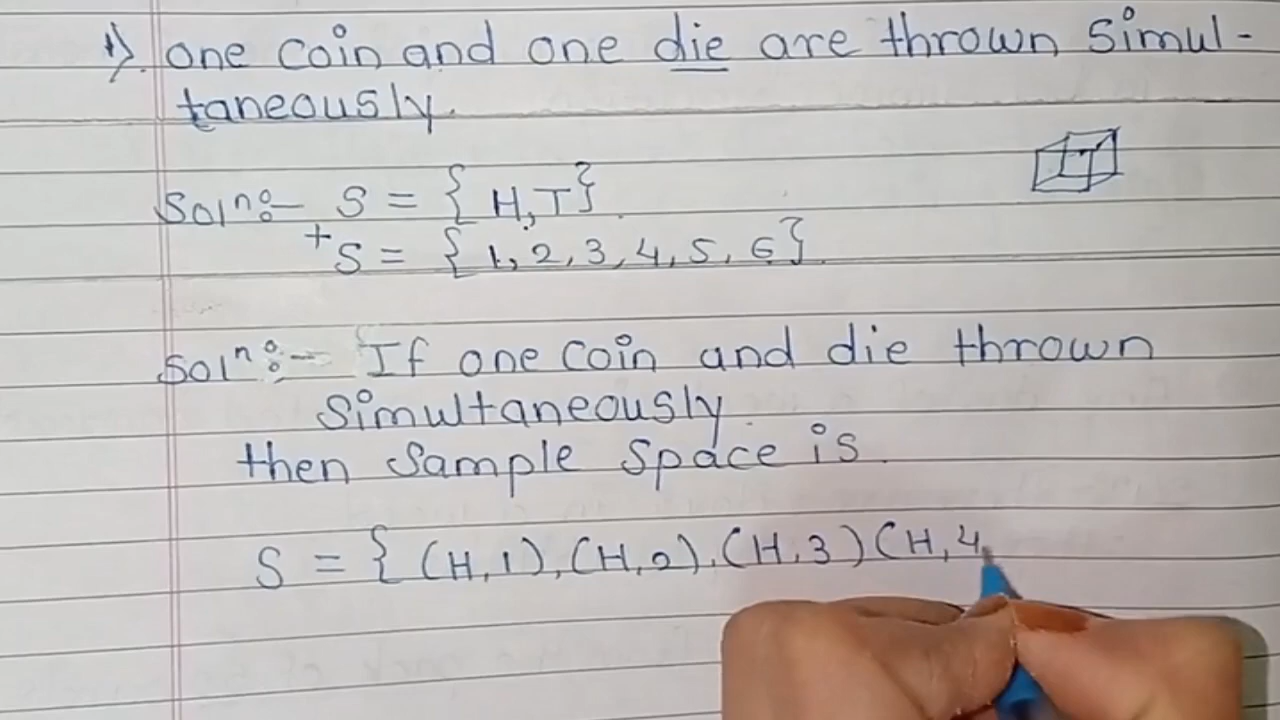 1). one coin and one die are thrown simul-
taneously.
Solⁿ:- S = { H, T }.
+S = { 1, 2, 3, 4, 5, 6 }.
Solⁿ:- If one coin and die thrown
simultaneously
then sample space is.
S = { (H, 1), (H, 2), (H, 3) (H, 4